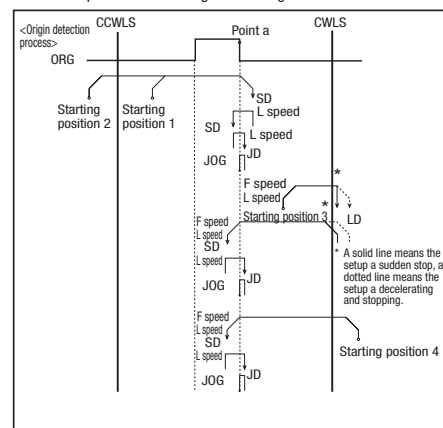 CCWLS
CWLS
<Origin detection
process>
Point a
ORG
SD
Starting
position 2
Starting
position 1
L speed
SD
L speed
JOG
JD
*
F speed
L speed
*
Starting position 3
LD
F speed
L speed
SD
* A solid line means the
setup a sudden stop, a
dotted line means the
setup a decelerating
and stopping.
L speed
JOG
JD
F speed
L speed
SD
Starting position 4
L speed
JOG
JD